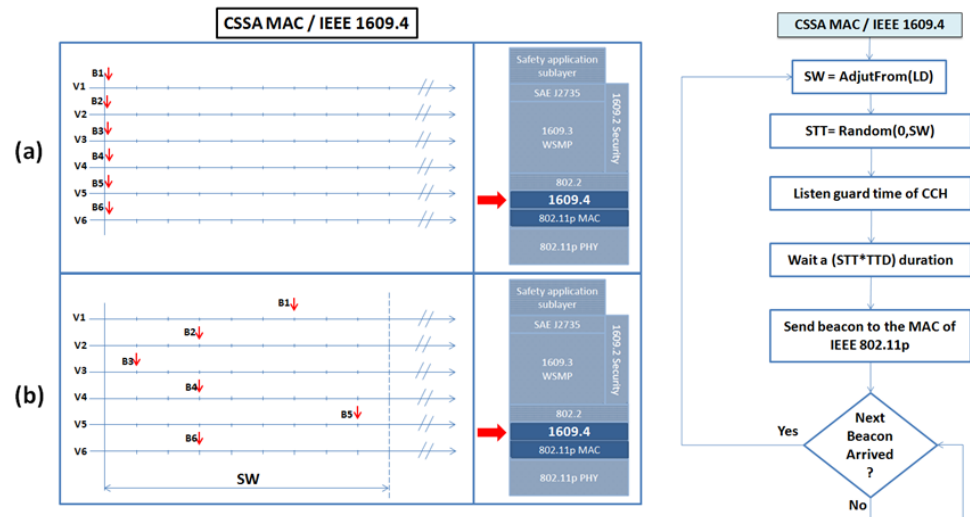 CSSA MAC / IEEE 1609.4
(a)
B1
V1
B2
V2
B3
V3
B4
V4
B5
V5
B6
V6
Safety application
sublayer
SAE J2735
1609.3
WSMP
1609.2 Security
802.2
1609.4
802.11p MAC
802.11p PHY
(b)
B1
V1
B2
V2
B3
V3
B4
V4
B5
V5
B6
V6
SW
Safety application
sublayer
SAE J2735
1609.3
WSMP
1609.2 Security
802.2
1609.4
802.11p MAC
802.11p PHY
CSSA MAC / IEEE 1609.4
SW = AdjutFrom(LD)
STT= Random(0,SW)
Listen guard time of CCH
Wait a (STT*TTD) duration
Send beacon to the MAC of
IEEE 802.11p
Next
Beacon
Arrived
?
Yes
No